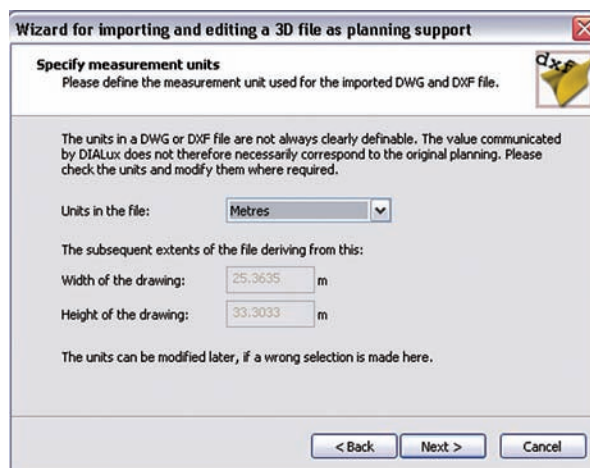 Wizard for importing and editing a 3D file as planning support
Specify measurement units
Please define the measurement unit used for the imported DWG and DXF file.
dxf
The units in a DWG or DXF file are not always clearly definable. The value communicated
by DIALux does not therefore necessarily correspond to the original planning. Please
check the units and modify them where required.
Units in the file: Metres
The subsequent extents of the file deriving from this:
Width of the drawing: 25.3635 m
Height of the drawing: 33.3033 m
The units can be modified later, if a wrong selection is made here.
< Back Next > Cancel